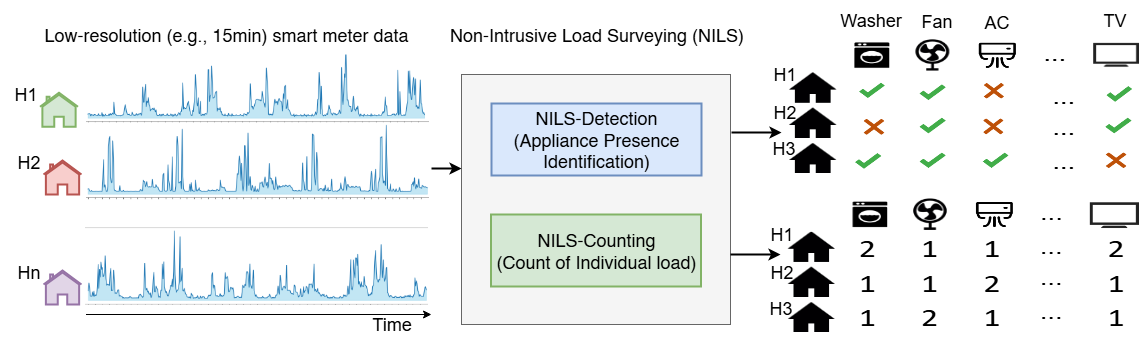 Low-resolution (e.g., 15min) smart meter data
H1
H2
Hn
Time
Non-Intrusive Load Surveying (NILS)
NILS-Detection
(Appliance Presence
Identification)
NILS-Counting
(Count of Individual load)
Washer Fan AC TV
...
H1 ...
H2
H3 ...
...
H1 2 1 1 ... 2
H2 1 1 2 ... 1
H3 1 2 1 ... 1